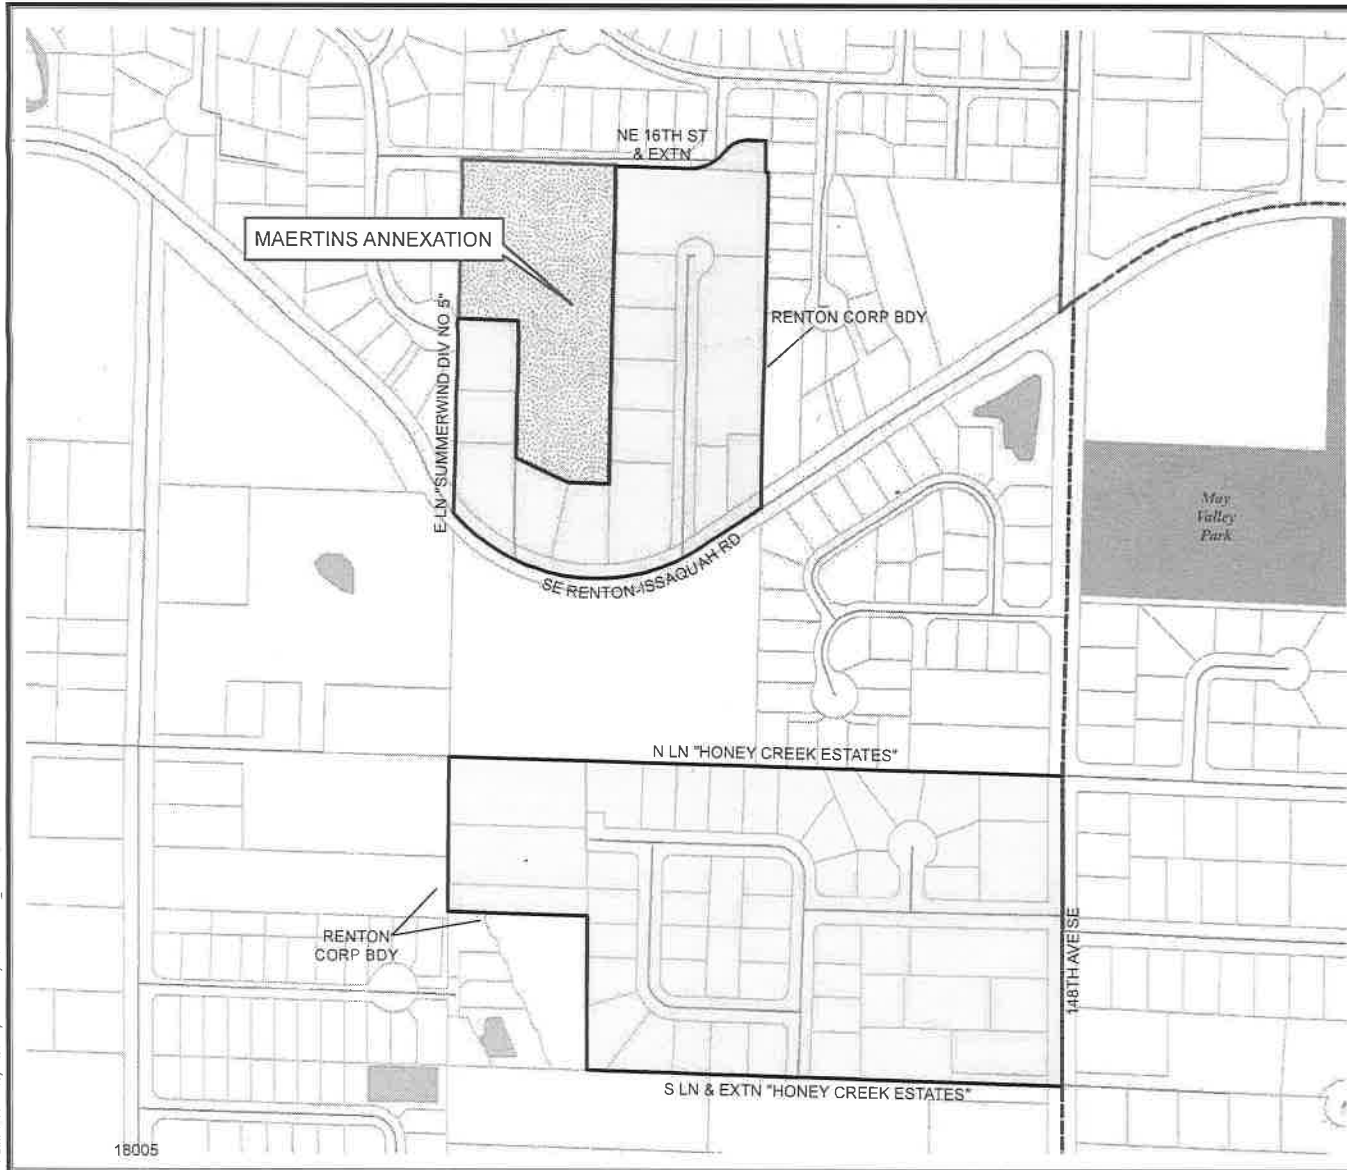 NE 16TH ST
& EXTN
MAERTINS ANNEXATION
E LN "SUMMERWIND DIV NO 5"
RENTON CORP BDY
May
Valley
Park
SE RENTON-ISSAQUAH RD
N LN "HONEY CREEK ESTATES"
RENTON
CORP BDY
148TH AVE SE
S LN & EXTN "HONEY CREEK ESTATES"
18005